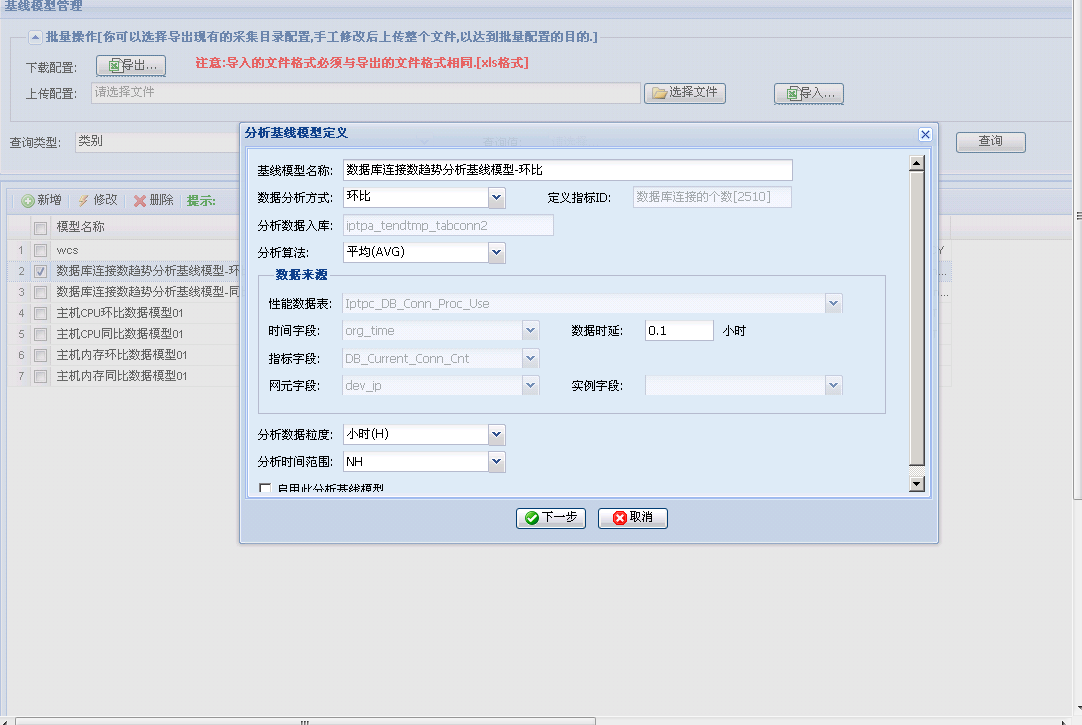 基线模型管理
批量操作[你可以选择导出现有的采集目录配置,手工修改后上传整个文件,以达到批量配置的目的.]
下载配置: 导出... 注意:导入的文件格式必须与导出的文件格式相同.[xls格式]
上传配置: 请选择文件 选择文件 导入...
查询类型: 类别 查询
分析基线模型定义
基线模型名称: 数据库连接数趋势分析基线模型-环比
数据分析方式: 环比 定义指标ID: 数据库连接的个数[2510]
分析数据入库: iptpa_tendtmp_tabconn2
分析算法: 平均(AVG)
数据来源
性能数据表: Iptpc_DB_Conn_Proc_Use
时间字段: org_time 数据时延: 0.1 小时
指标字段: DB_Current_Conn_Cnt
网元字段: dev_ip 实例字段:
分析数据粒度: 小时(H)
分析时间范围: NH
启用此分析基线模型
下一步 取消
新增 修改 删除 提示:
模型名称
1 wcs
2 数据库连接数趋势分析基线模型-环
3 数据库连接数趋势分析基线模型-同
4 主机CPU环比数据模型01
5 主机CPU同比数据模型01
6 主机内存环比数据模型01
7 主机内存同比数据模型01